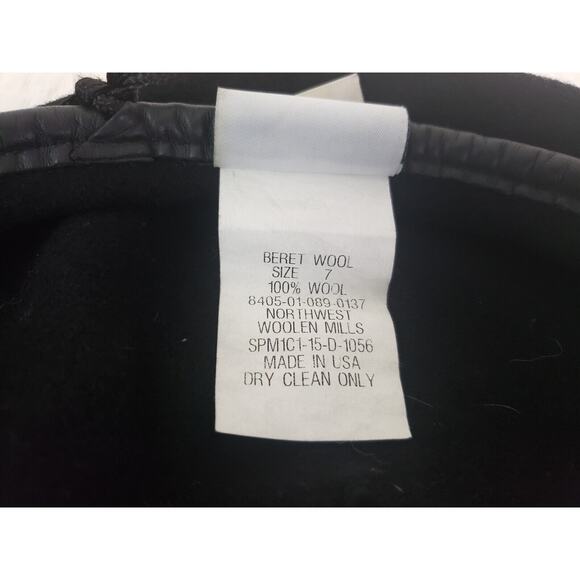 BERET WOOL
SIZE 7
100% WOOL
8405-01-089-0137
NORTHWEST
WOOLEN MILLS
SPM1C1-15-D-1056
MADE IN USA
DRY CLEAN ONLY